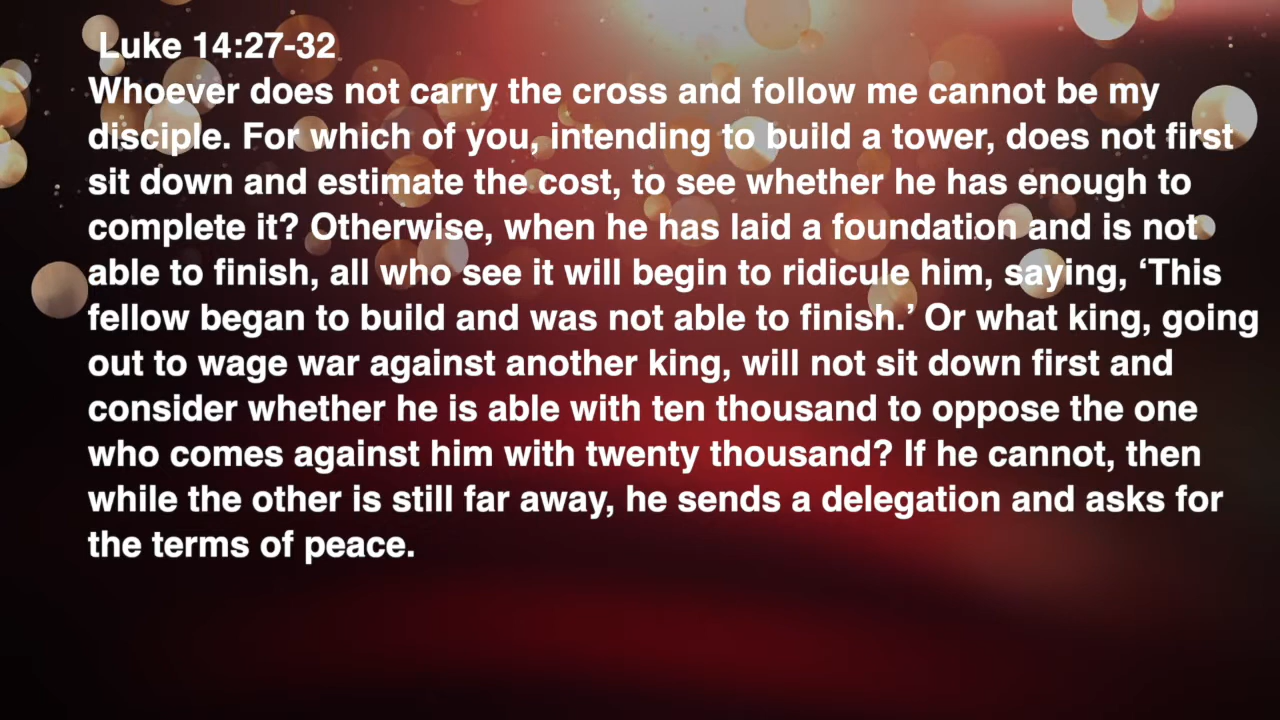 Luke 14:27-32
Whoever does not carry the cross and follow me cannot be my
disciple. For which of you, intending to build a tower, does not first
sit down and estimate the cost, to see whether he has enough to
complete it? Otherwise, when he has laid a foundation and is not
able to finish, all who see it will begin to ridicule him, saying, ‘This
fellow began to build and was not able to finish.’ Or what king, going
out to wage war against another king, will not sit down first and
consider whether he is able with ten thousand to oppose the one
who comes against him with twenty thousand? If he cannot, then
while the other is still far away, he sends a delegation and asks for
the terms of peace.